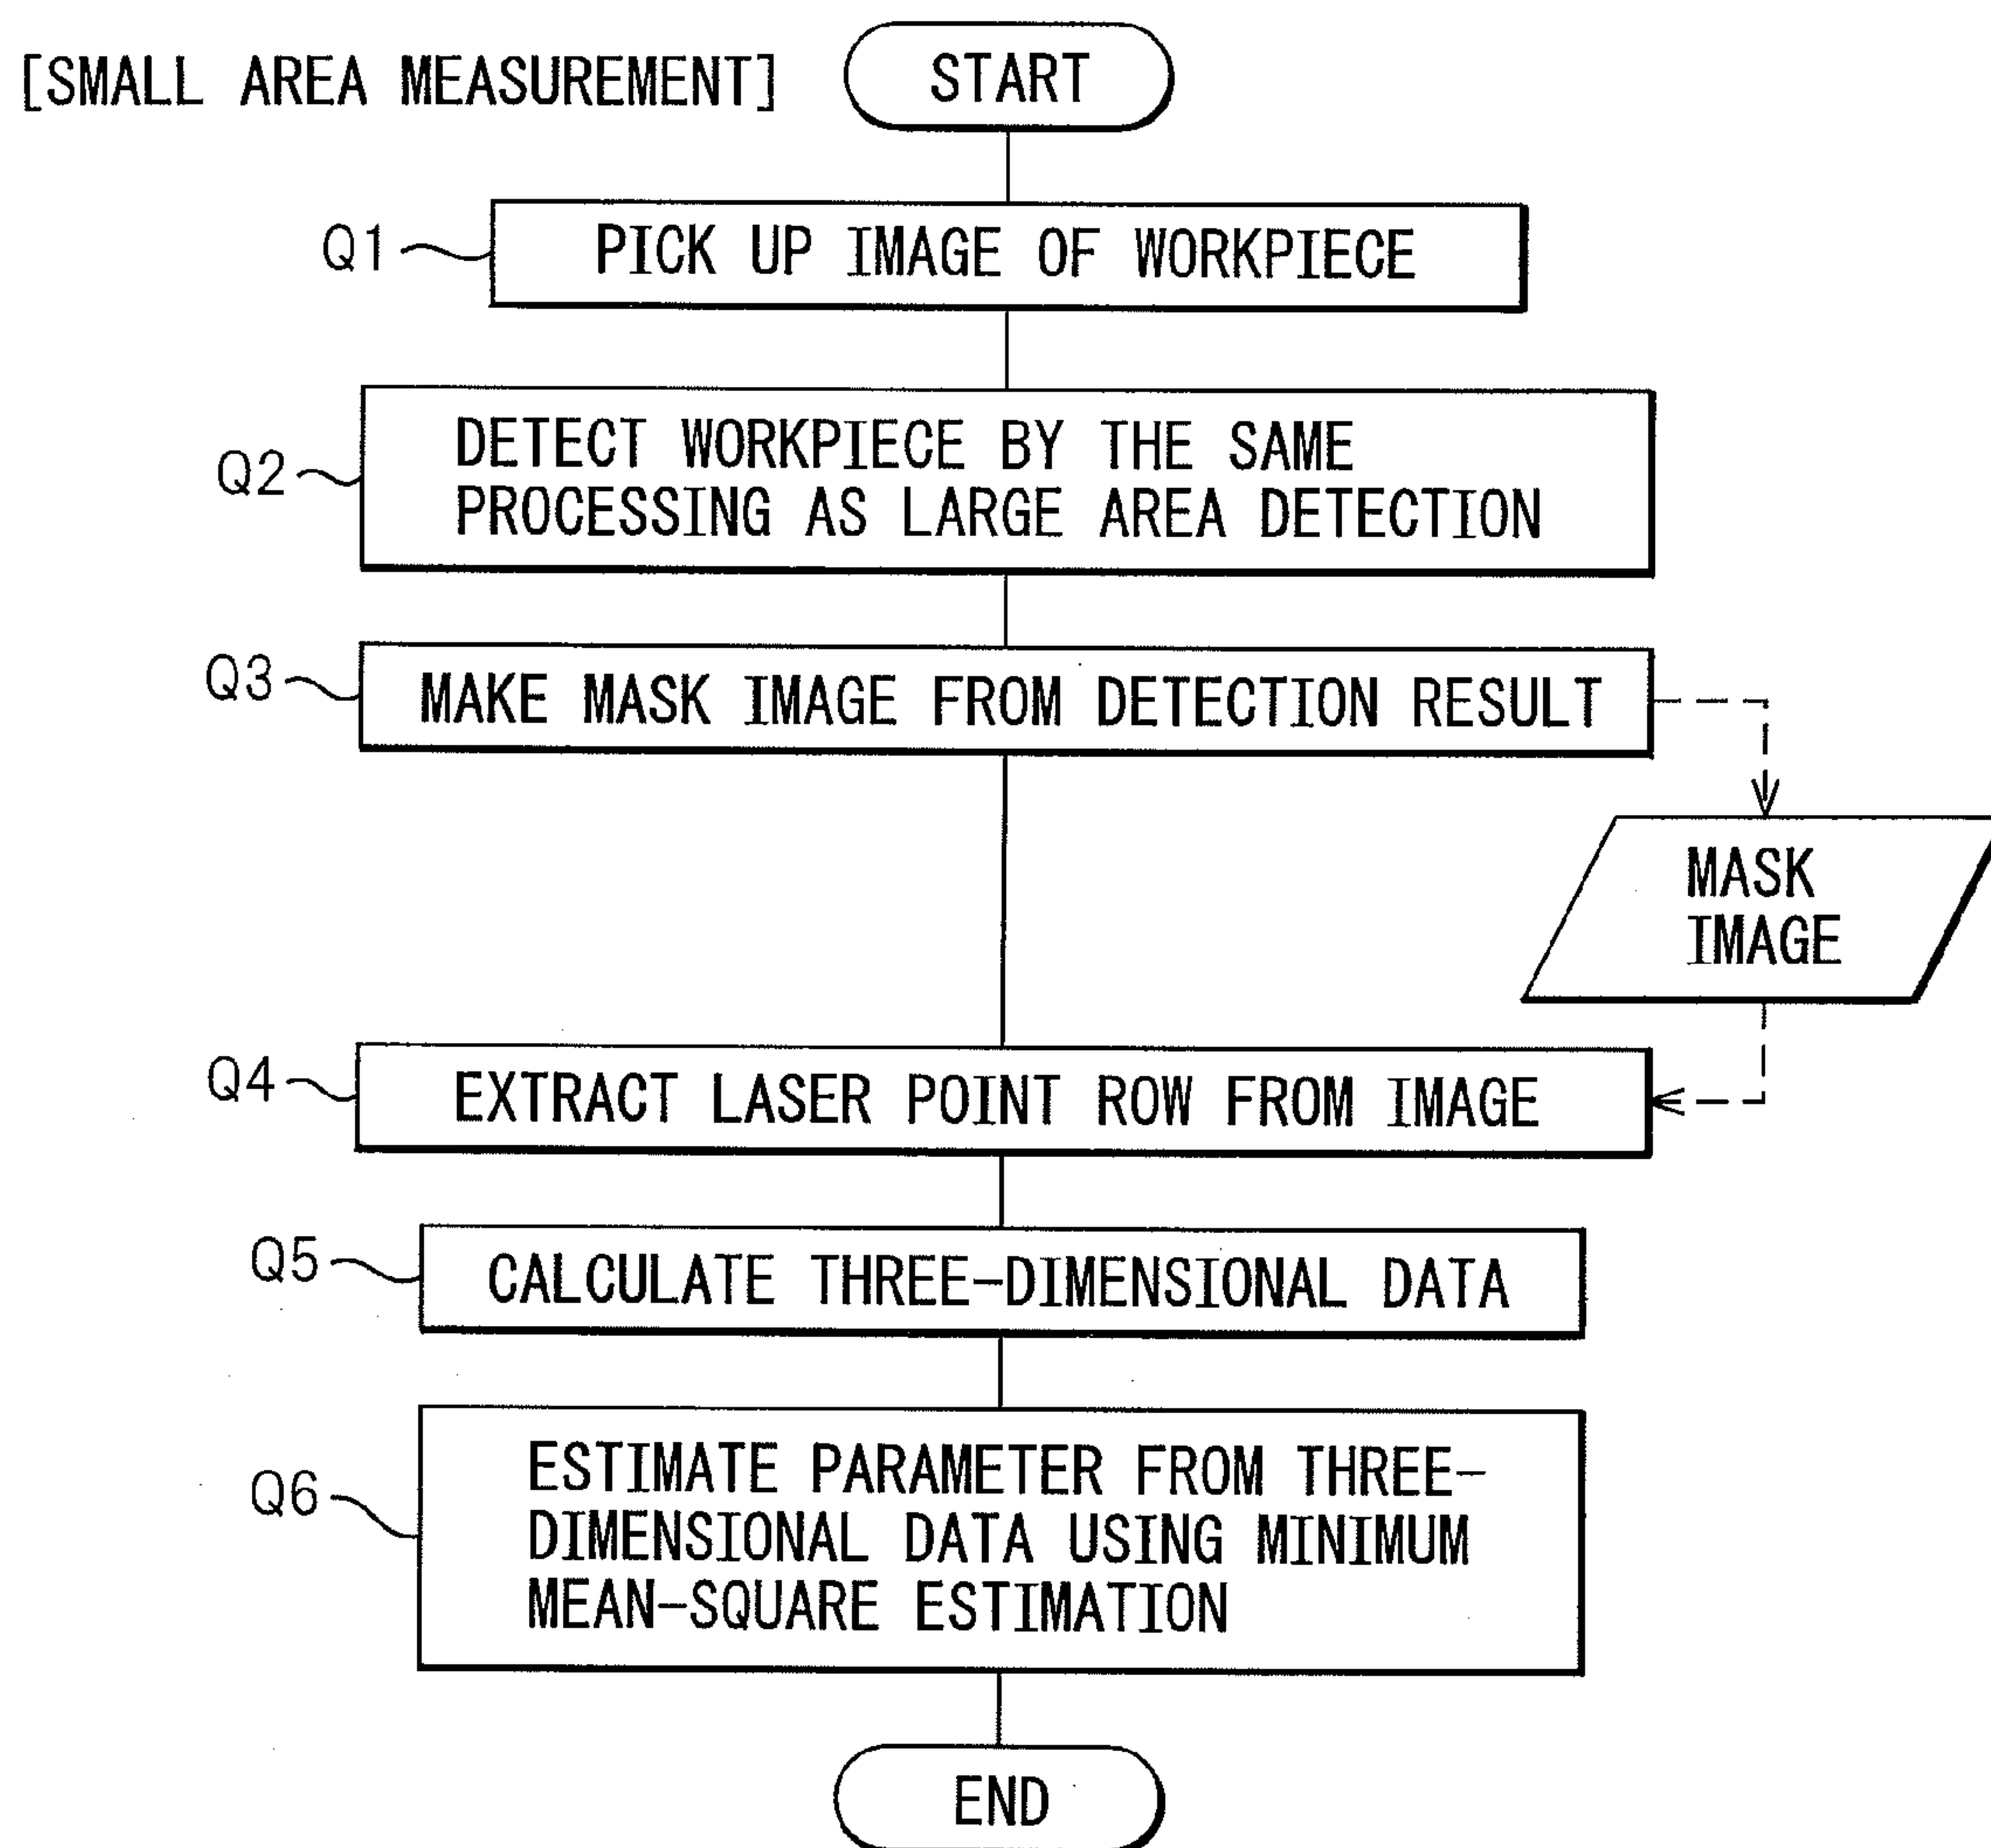 [SMALL AREA MEASUREMENT]
START
Q1
PICK UP IMAGE OF WORKPIECE
Q2
DETECT WORKPIECE BY THE SAME
PROCESSING AS LARGE AREA DETECTION
Q3
MAKE MASK IMAGE FROM DETECTION RESULT
MASK
IMAGE
Q4
EXTRACT LASER POINT ROW FROM IMAGE
Q5
CALCULATE THREE-DIMENSIONAL DATA
Q6
ESTIMATE PARAMETER FROM THREE-
DIMENSIONAL DATA USING MINIMUM
MEAN-SQUARE ESTIMATION
END